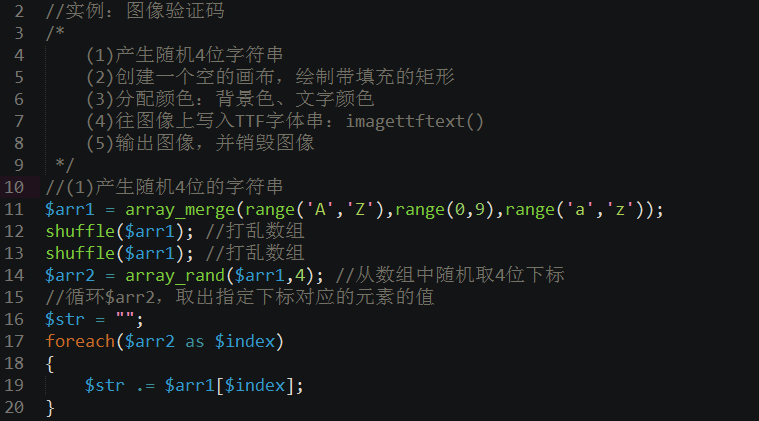 2 //实例：图像验证码
3 /*
4 (1)产生随机4位字符串
5 (2)创建一个空的画布，绘制带填充的矩形
6 (3)分配颜色：背景色、文字颜色
7 (4)往图像上写入TTF字体串：imagettftext()
8 (5)输出图像，并销毁图像
9 */
10 //(1)产生随机4位的字符串
11 $arr1 = array_merge(range('A','Z'),range(0,9),range('a','z'));
12 shuffle($arr1); //打乱数组
13 shuffle($arr1); //打乱数组
14 $arr2 = array_rand($arr1,4); //从数组中随机取4位下标
15 //循环$arr2，取出指定下标对应的元素的值
16 $str = "";
17 foreach($arr2 as $index)
18 {
19 $str .= $arr1[$index];
20 }